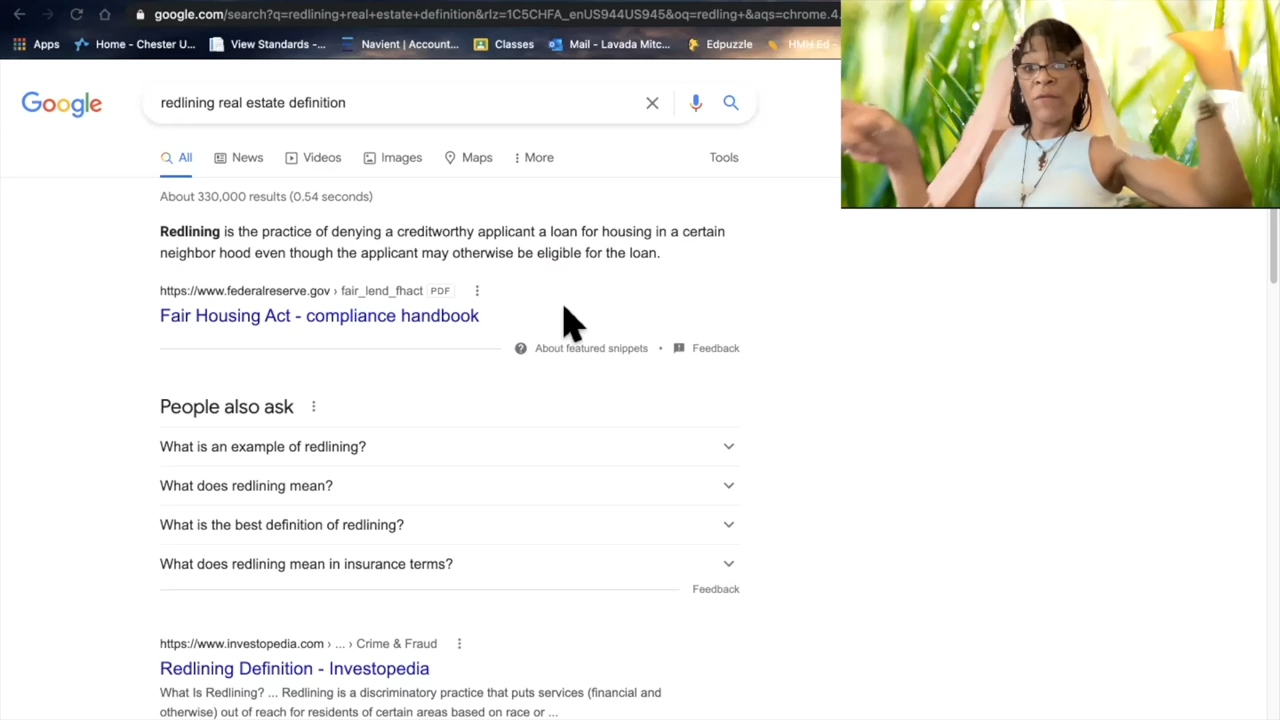 google.com/search?q=redlining+real+estate+definition&rlz=1C5CHFA_enUS944US945&oq=redling+&aqs=chrome.4.
Apps Home - Chester U... View Standards -... Navient | Account... Classes Mail - Lavada Mitc... Edpuzzle HMH Ed -
Google redlining real estate definition
All News Videos Images Maps More Tools
About 330,000 results (0.54 seconds)
Redlining is the practice of denying a creditworthy applicant a loan for housing in a certain
neighbor hood even though the applicant may otherwise be eligible for the loan.
https://www.federalreserve.gov › fair_lend_fhact PDF
Fair Housing Act - compliance handbook
About featured snippets • Feedback
People also ask
What is an example of redlining?
What does redlining mean?
What is the best definition of redlining?
What does redlining mean in insurance terms?
Feedback
https://www.investopedia.com › ... › Crime & Fraud
Redlining Definition - Investopedia
What Is Redlining? ... Redlining is a discriminatory practice that puts services (financial and
otherwise) out of reach for residents of certain areas based on race or ...